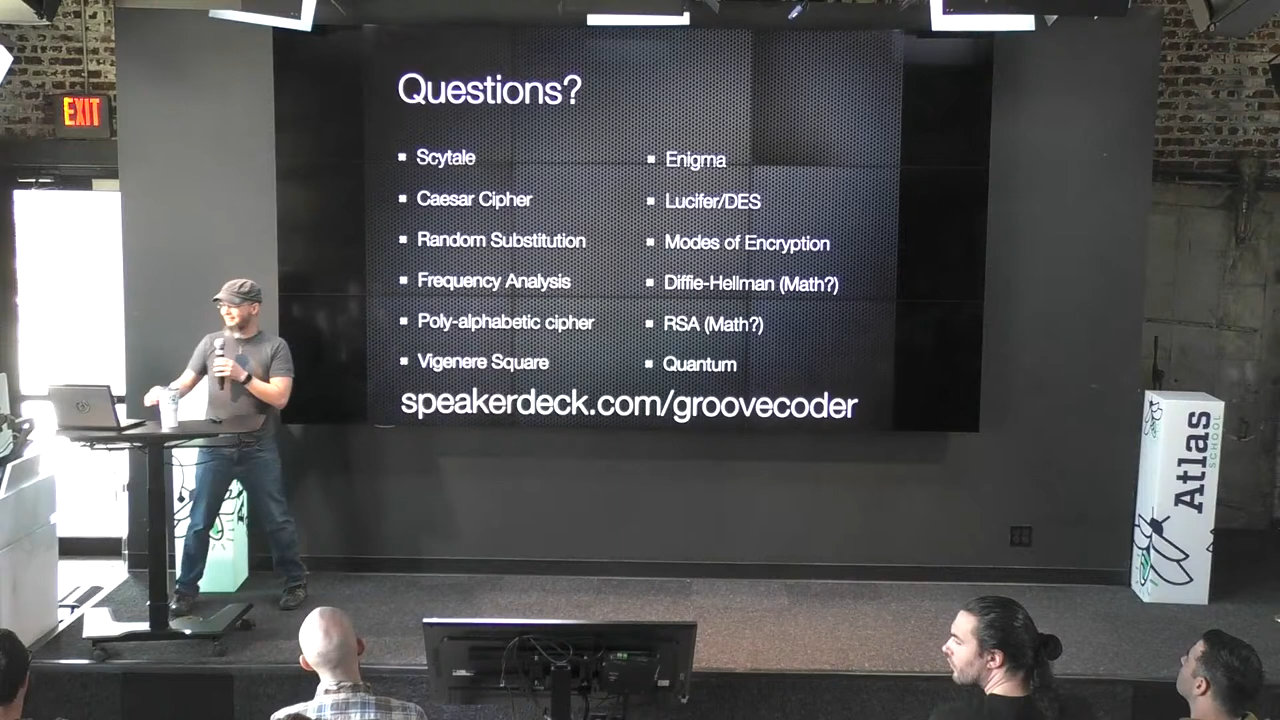 EXIT
Questions?
Scytale
Caesar Cipher
Random Substitution
Frequency Analysis
Poly-alphabetic cipher
Vigenere Square
Enigma
Lucifer/DES
Modes of Encryption
Diffie-Hellman (Math?)
RSA (Math?)
Quantum
speakerdeck.com/groovecoder
Atlas
SCHOOL